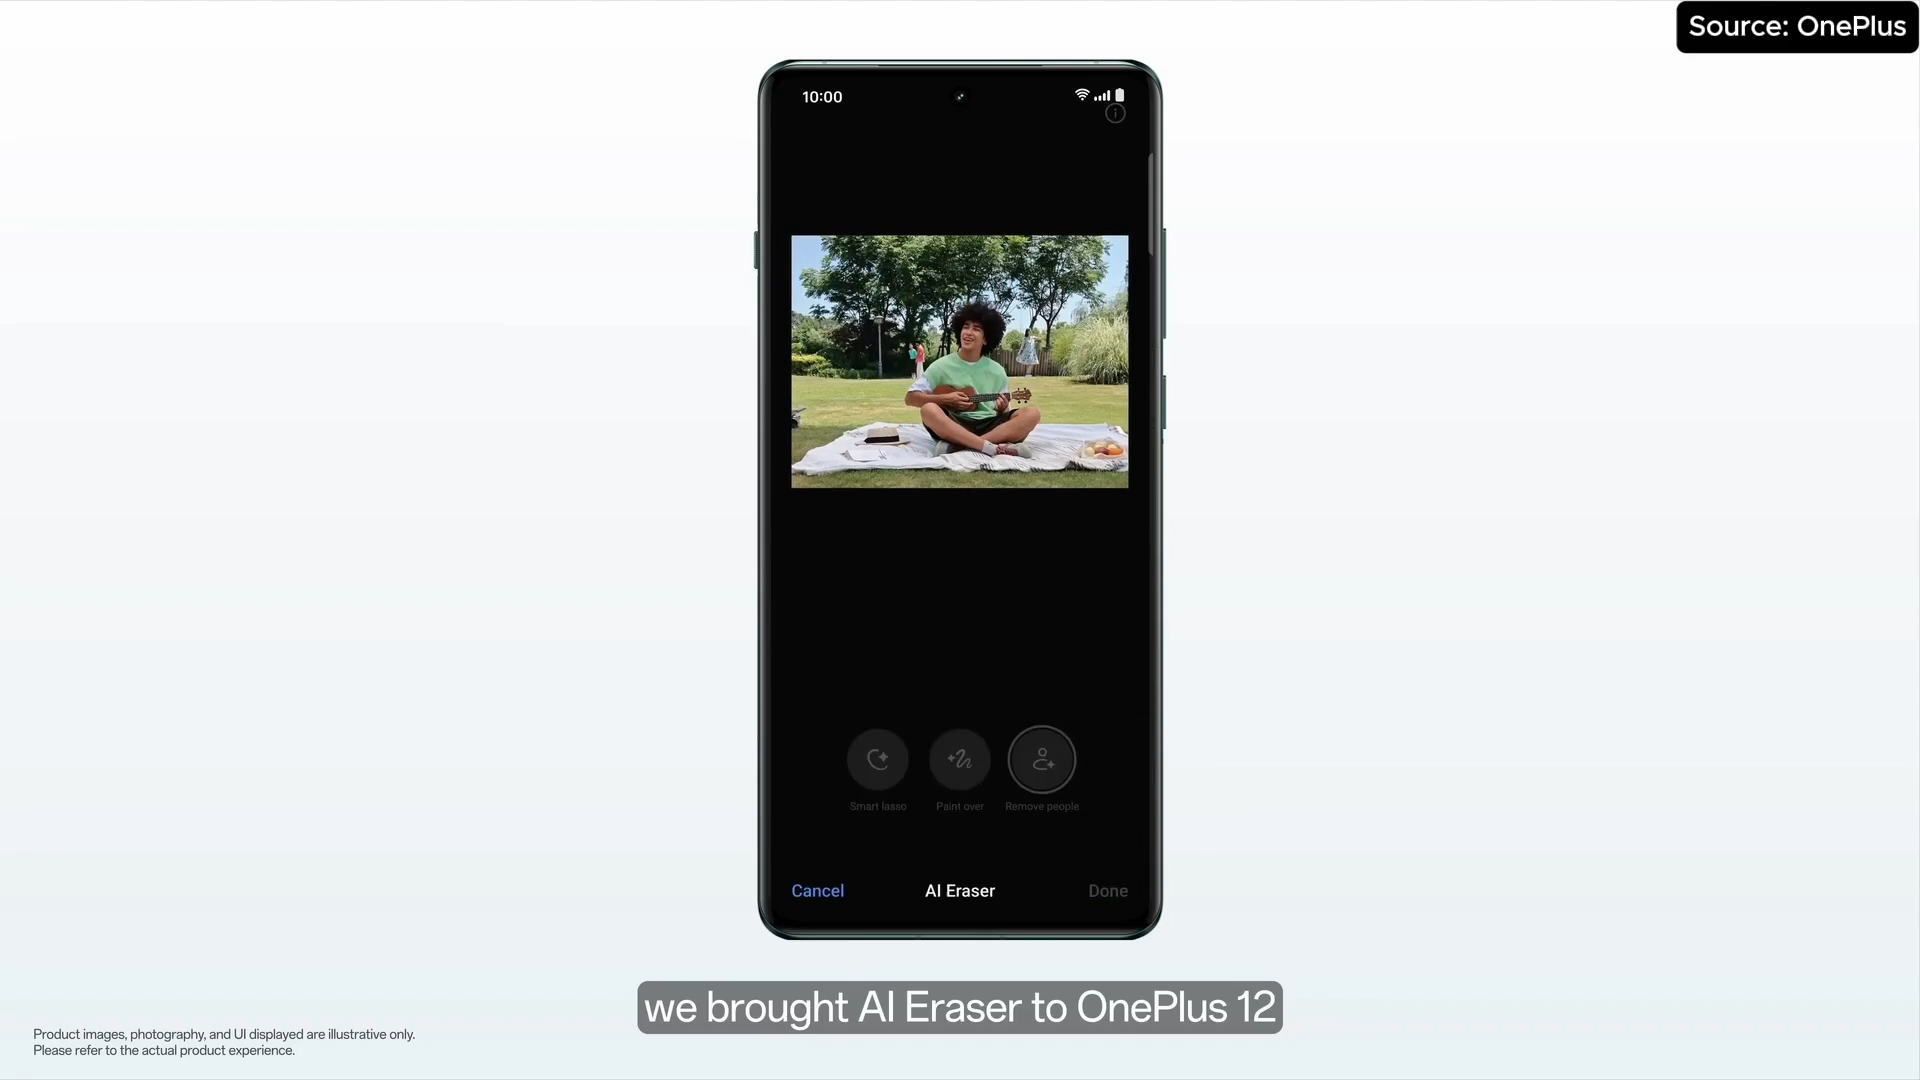 Source: OnePlus
10:00
Smart lasso
Paint over
Remove people
Cancel
AI Eraser
Done
we brought AI Eraser to OnePlus 12
Product images, photography, and UI displayed are illustrative only.
Please refer to the actual product experience.